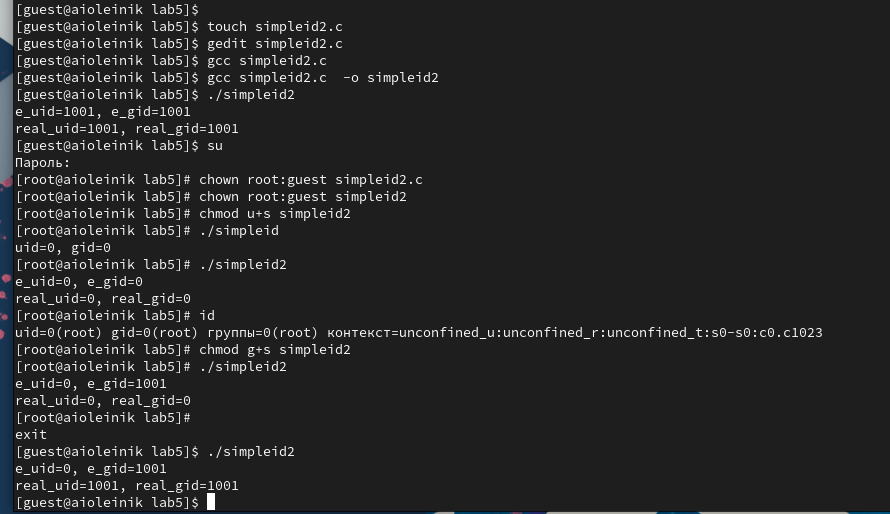 [guest@aioleinik lab5]$
[guest@aioleinik lab5]$ touch simpleid2.c
[guest@aioleinik lab5]$ gedit simpleid2.c
[guest@aioleinik lab5]$ gcc simpleid2.c
[guest@aioleinik lab5]$ gcc simpleid2.c  -o simpleid2
[guest@aioleinik lab5]$ ./simpleid2
e_uid=1001, e_gid=1001
real_uid=1001, real_gid=1001
[guest@aioleinik lab5]$ su
Пароль:
[root@aioleinik lab5]# chown root:guest simpleid2.c
[root@aioleinik lab5]# chown root:guest simpleid2
[root@aioleinik lab5]# chmod u+s simpleid2
[root@aioleinik lab5]# ./simpleid
uid=0, gid=0
[root@aioleinik lab5]# ./simpleid2
e_uid=0, e_gid=0
real_uid=0, real_gid=0
[root@aioleinik lab5]# id
uid=0(root) gid=0(root) группы=0(root) контекст=unconfined_u:unconfined_r:unconfined_t:s0-s0:c0.c1023
[root@aioleinik lab5]# chmod g+s simpleid2
[root@aioleinik lab5]# ./simpleid2
e_uid=0, e_gid=1001
real_uid=0, real_gid=0
[root@aioleinik lab5]#
exit
[guest@aioleinik lab5]$ ./simpleid2
e_uid=0, e_gid=1001
real_uid=1001, real_gid=1001
[guest@aioleinik lab5]$